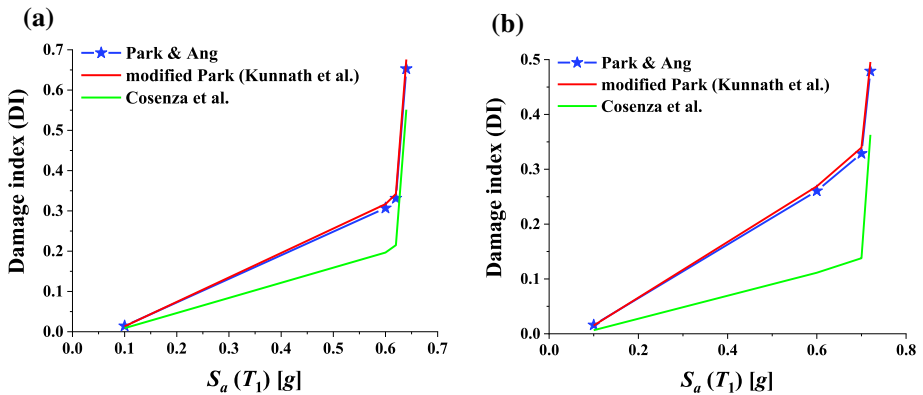 (a)
Park & Ang
modified Park (Kunnath et al.)
Cosenza et al.
Damage index (DI)
0.7
0.6
0.5
0.4
0.3
0.2
0.1
0.0
0.0 0.1 0.2 0.3 0.4 0.5 0.6 0.7
Sa (T1) [g]
(b)
Park & Ang
modified Park (Kunnath et al.)
Cosenza et al.
Damage index (DI)
0.5
0.4
0.3
0.2
0.1
0.0
0.0 0.2 0.4 0.6 0.8
Sa (T1) [g]